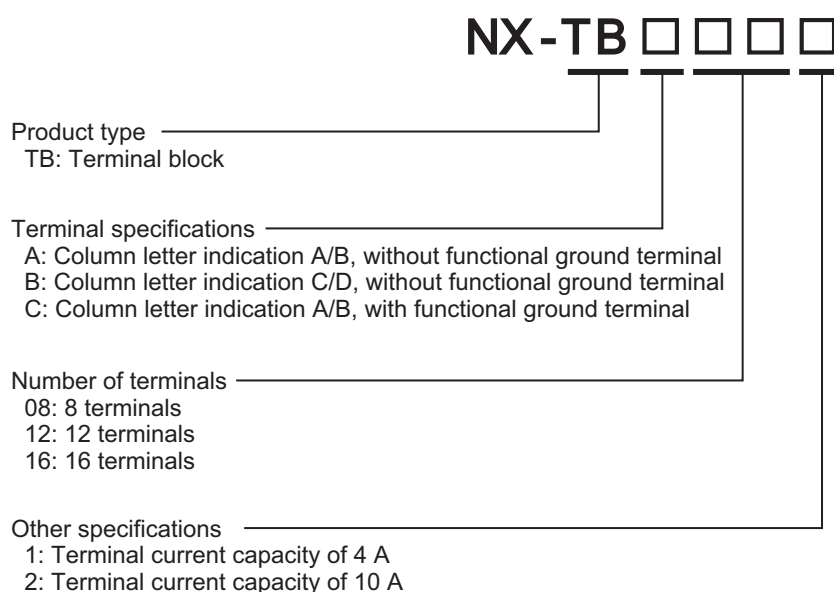 NX-TB□□□□
Product type
TB: Terminal block
Terminal specifications
A: Column letter indication A/B, without functional ground terminal
B: Column letter indication C/D, without functional ground terminal
C: Column letter indication A/B, with functional ground terminal
Number of terminals
08: 8 terminals
12: 12 terminals
16: 16 terminals
Other specifications
1: Terminal current capacity of 4 A
2: Terminal current capacity of 10 A